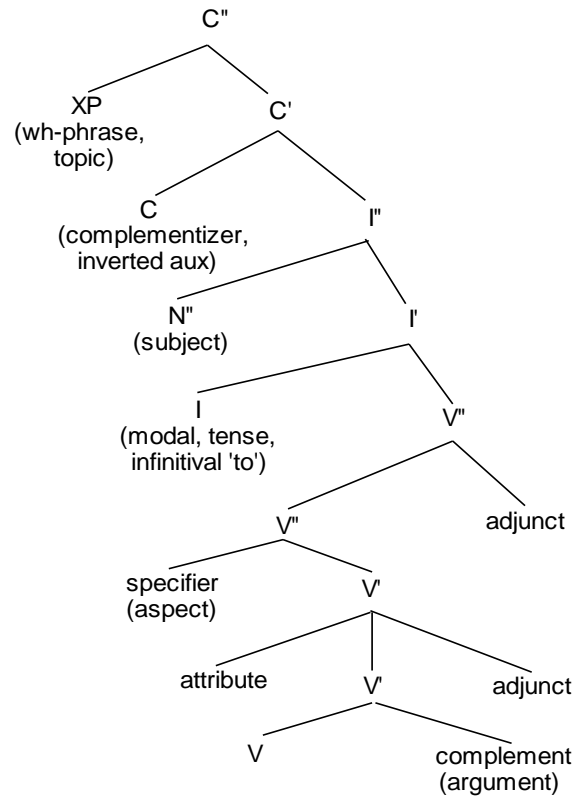 C"
XP
(wh-phrase,
topic)
C'
C
(complementizer,
inverted aux)
I"
N"
(subject)
I'
I
(modal, tense,
infinitival 'to')
V"
V"
adjunct
specifier
(aspect)
V'
attribute
V'
adjunct
V
complement
(argument)